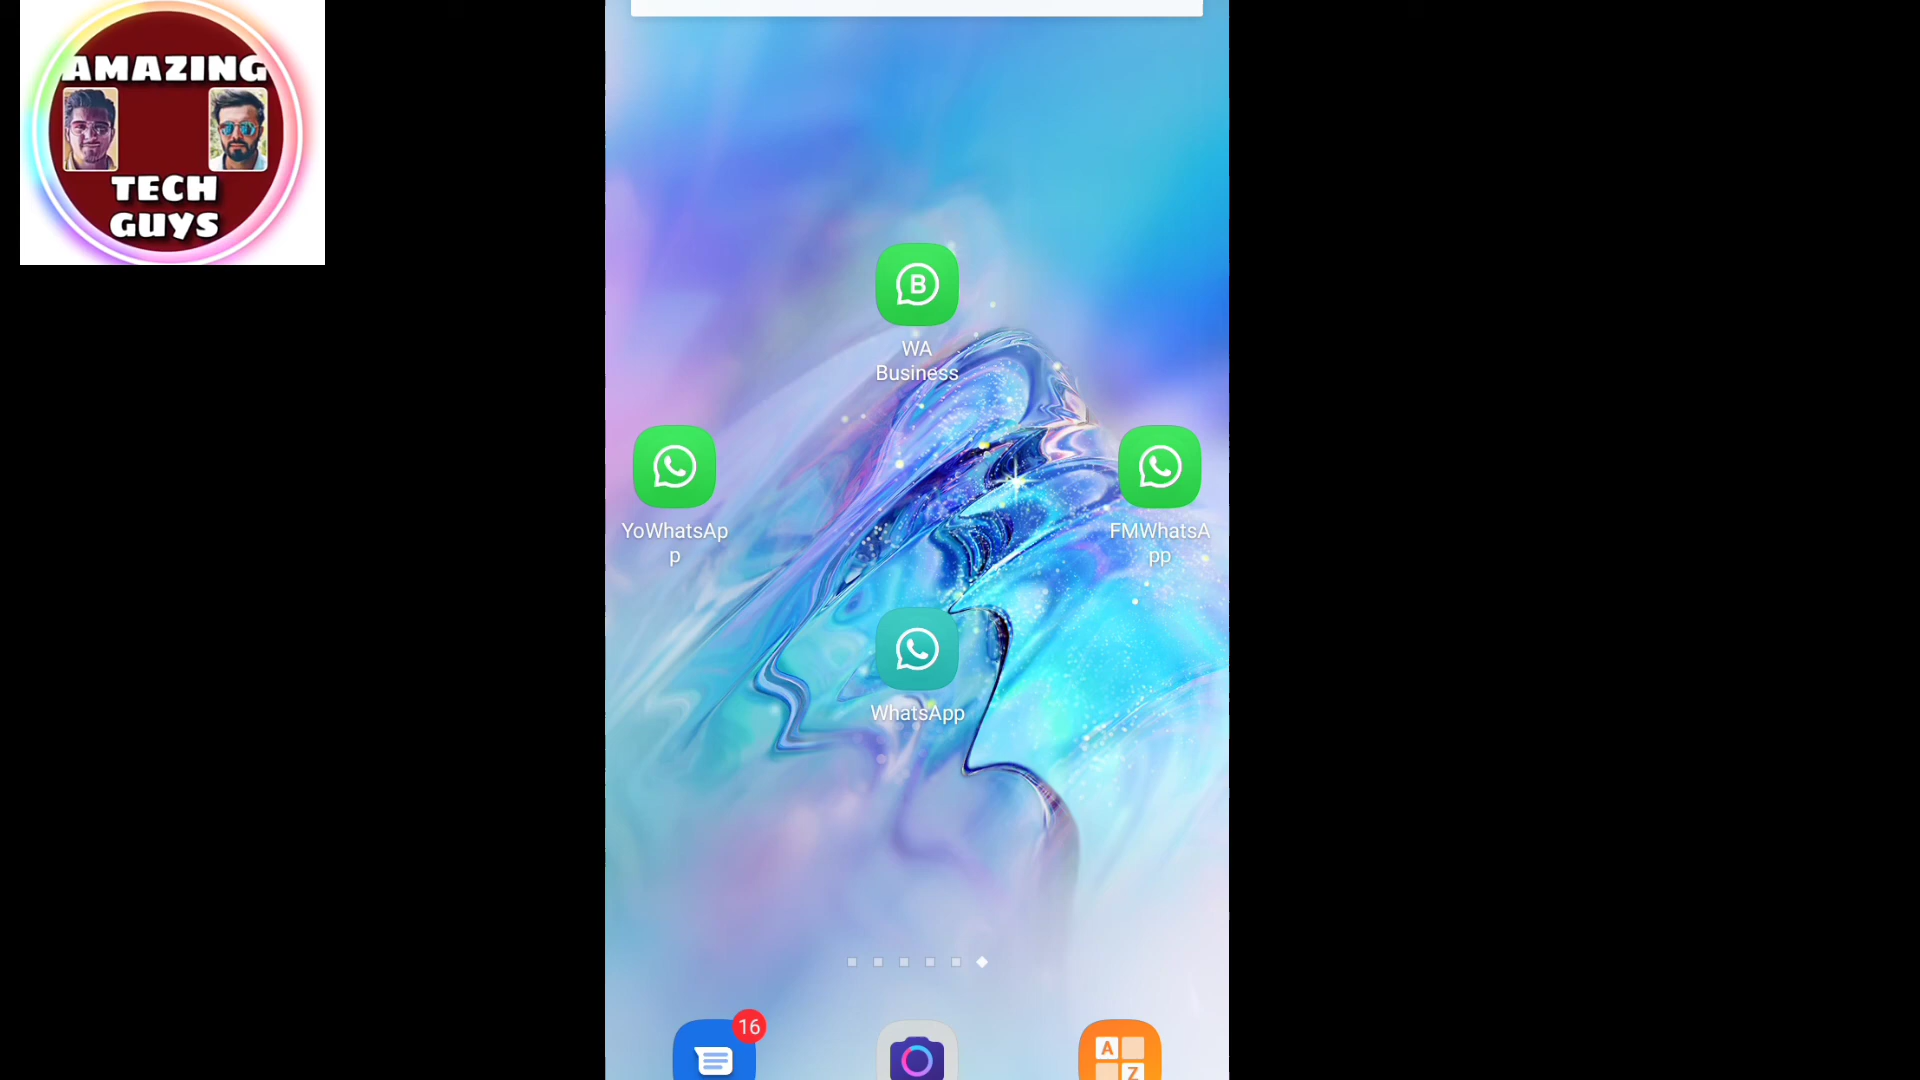 AMAZING
TECH
GUYS
B
WA
Business
YoWhatsAp
p
FMWhatsA
pp
WhatsApp
16
A
Z